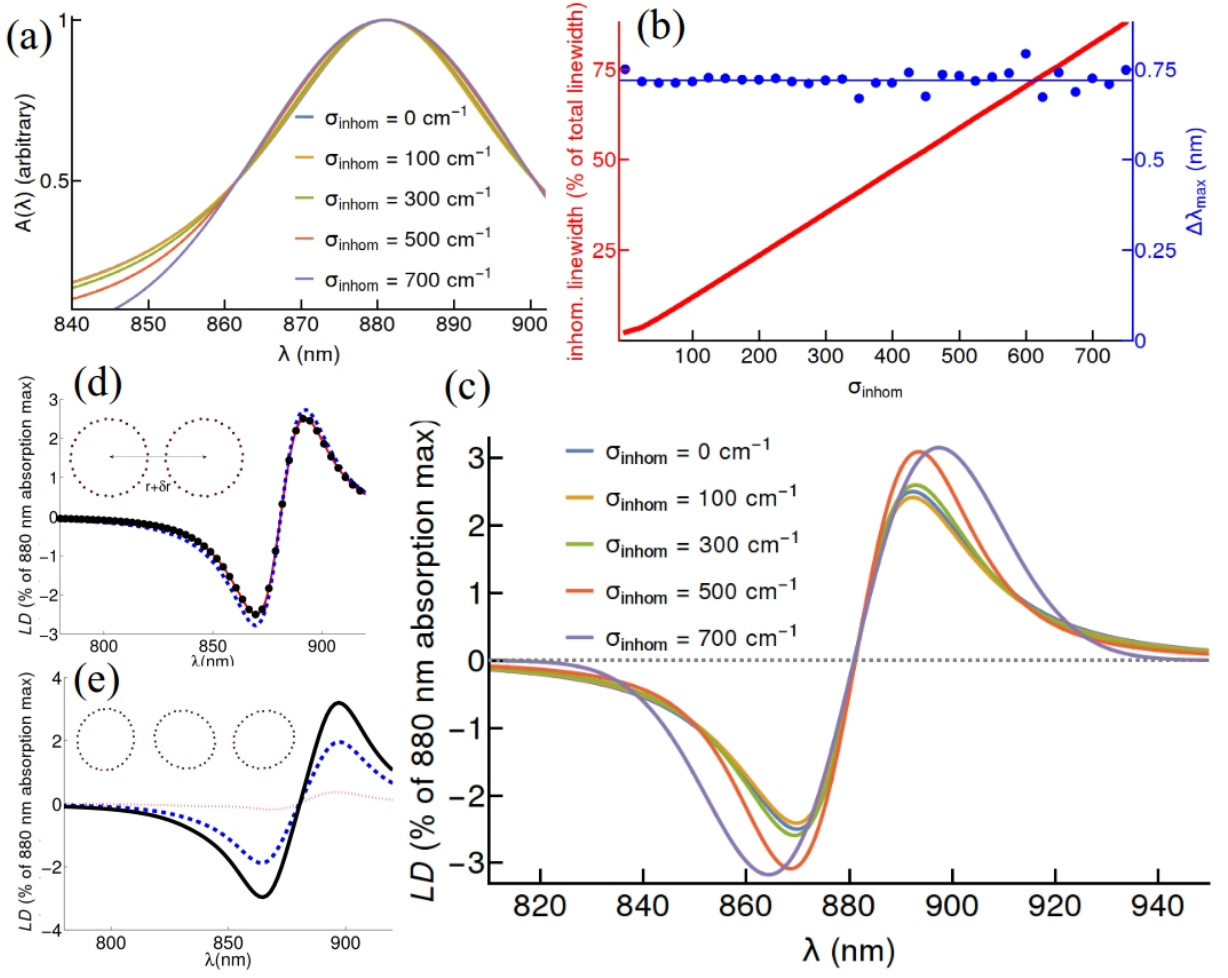 (a)
1
0.5
A(λ) (arbitrary)
σinhom = 0 cm⁻¹
σinhom = 100 cm⁻¹
σinhom = 300 cm⁻¹
σinhom = 500 cm⁻¹
σinhom = 700 cm⁻¹
840 850 860 870 880 890 900
λ (nm)
(b)
inhom. linewidth (% of total linewidth)
75
50
25
0.75
0.5
0.25
0
Δλmax (nm)
100 200 300 400 500 600 700
σinhom
(d)
LD (% of 880 nm absorption max)
3
2
1
0
-1
-2
-3
r+δr
800 850 900
λ(nm)
(e)
LD (% of 880 nm absorption max)
4
2
0
-2
-4
800 850 900
λ(nm)
(c)
LD (% of 880 nm absorption max)
3
2
1
0
-1
-2
-3
σinhom = 0 cm⁻¹
σinhom = 100 cm⁻¹
σinhom = 300 cm⁻¹
σinhom = 500 cm⁻¹
σinhom = 700 cm⁻¹
820 840 860 880 900 920 940
λ (nm)